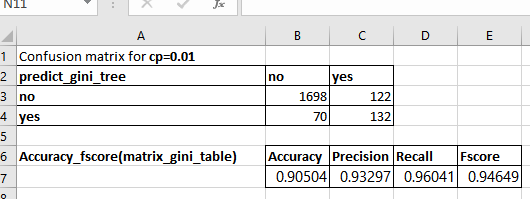 N11
fx
A B C D E
1 Confusion matrix for cp=0.01
2 predict_gini_tree no yes
3 no 1698 122
4 yes 70 132
5
6 Accuracy_fscore(matrix_gini_table) Accuracy Precision Recall Fscore
7 0.90504 0.93297 0.96041 0.94649